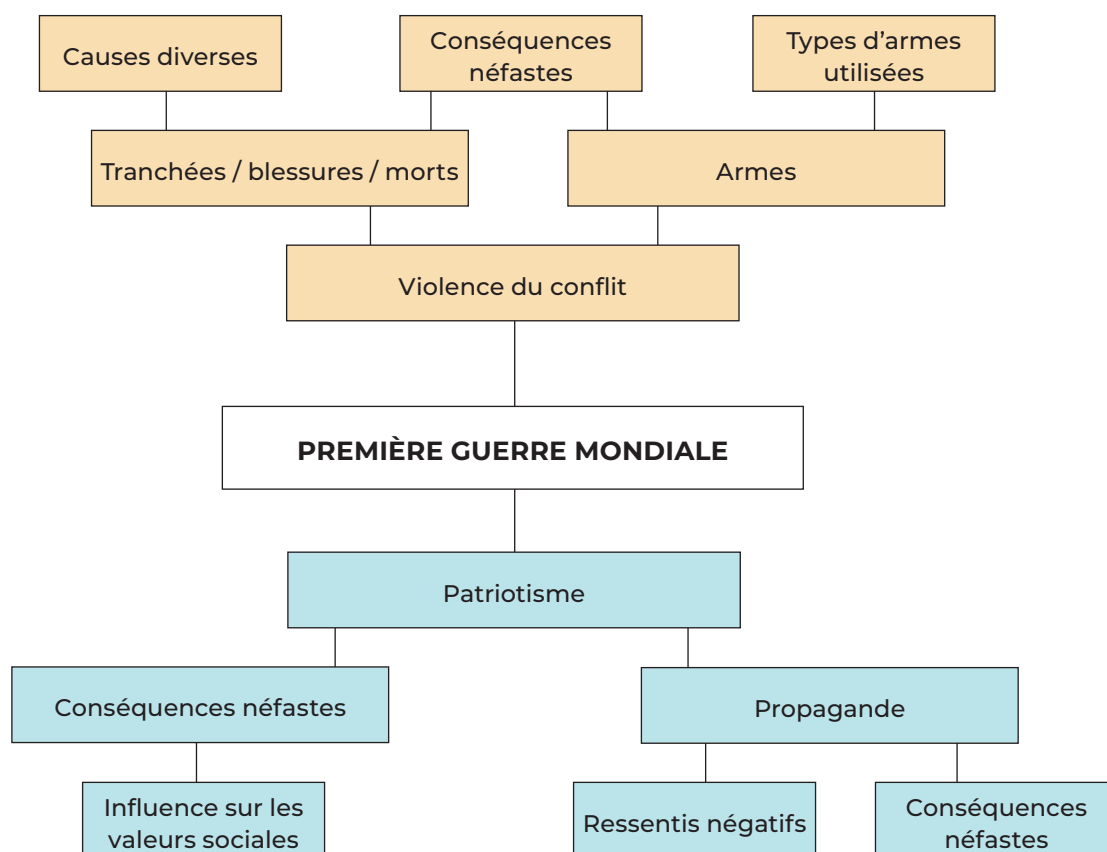 Causes diverses
Conséquences
néfastes
Types d’armes
utilisées
Tranchées / blessures / morts
Armes
Violence du conflit
PREMIÈRE GUERRE MONDIALE
Patriotisme
Conséquences néfastes
Propagande
Influence sur les
valeurs sociales
Ressentis négatifs
Conséquences
néfastes